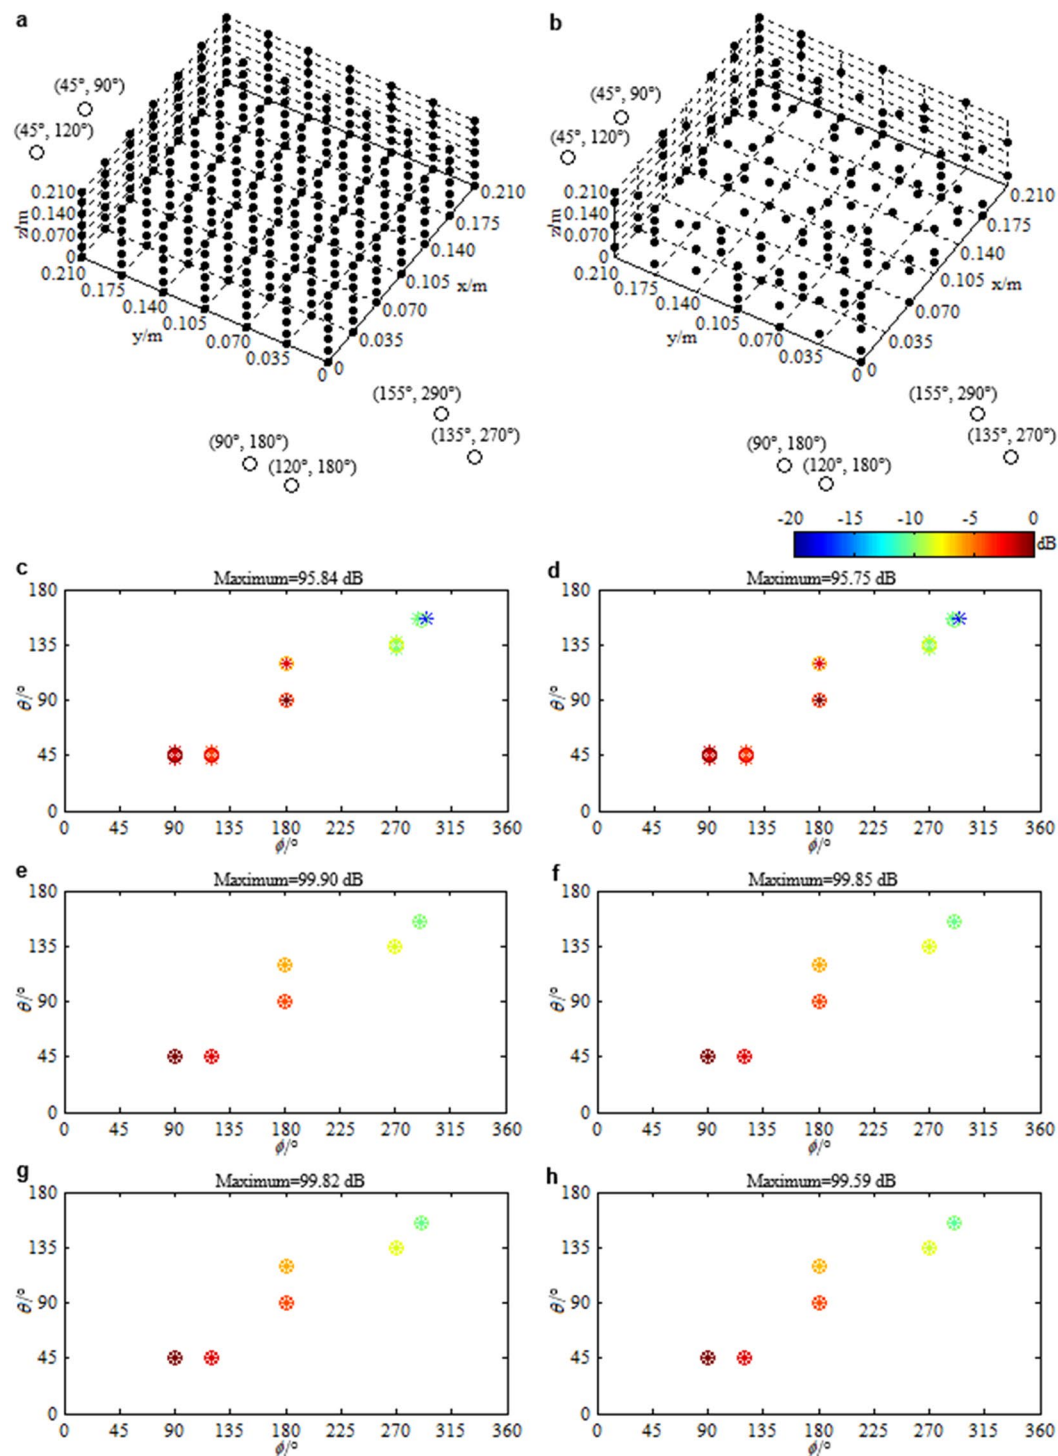 a
(45°, 90°)
(45°, 120°)
0.210
0.140
0.070
0
z/m
0.210
0.175
0.140
0.105
0.070
0.035
0
y/m
0
0.035
0.070
0.105
0.140
0.175
0.210
x/m
(155°, 290°)
(135°, 270°)
(90°, 180°)
(120°, 180°)
b
(45°, 90°)
(45°, 120°)
0.210
0.140
0.070
0
z/m
0.210
0.175
0.140
0.105
0.070
0.035
0
y/m
0
0.035
0.070
0.105
0.140
0.175
0.210
x/m
(155°, 290°)
(135°, 270°)
(90°, 180°)
(120°, 180°)
-20 -15 -10 -5 0
dB
c
Maximum=95.84 dB
180
135
90
45
0
θ/°
0 45 90 135 180 225 270 315 360
ϕ/°
d
Maximum=95.75 dB
180
135
90
45
0
θ/°
0 45 90 135 180 225 270 315 360
ϕ/°
e
Maximum=99.90 dB
180
135
90
45
0
θ/°
0 45 90 135 180 225 270 315 360
ϕ/°
f
Maximum=99.85 dB
180
135
90
45
0
θ/°
0 45 90 135 180 225 270 315 360
ϕ/°
g
Maximum=99.82 dB
180
135
90
45
0
θ/°
0 45 90 135 180 225 270 315 360
ϕ/°
h
Maximum=99.59 dB
180
135
90
45
0
θ/°
0 45 90 135 180 225 270 315 360
ϕ/°